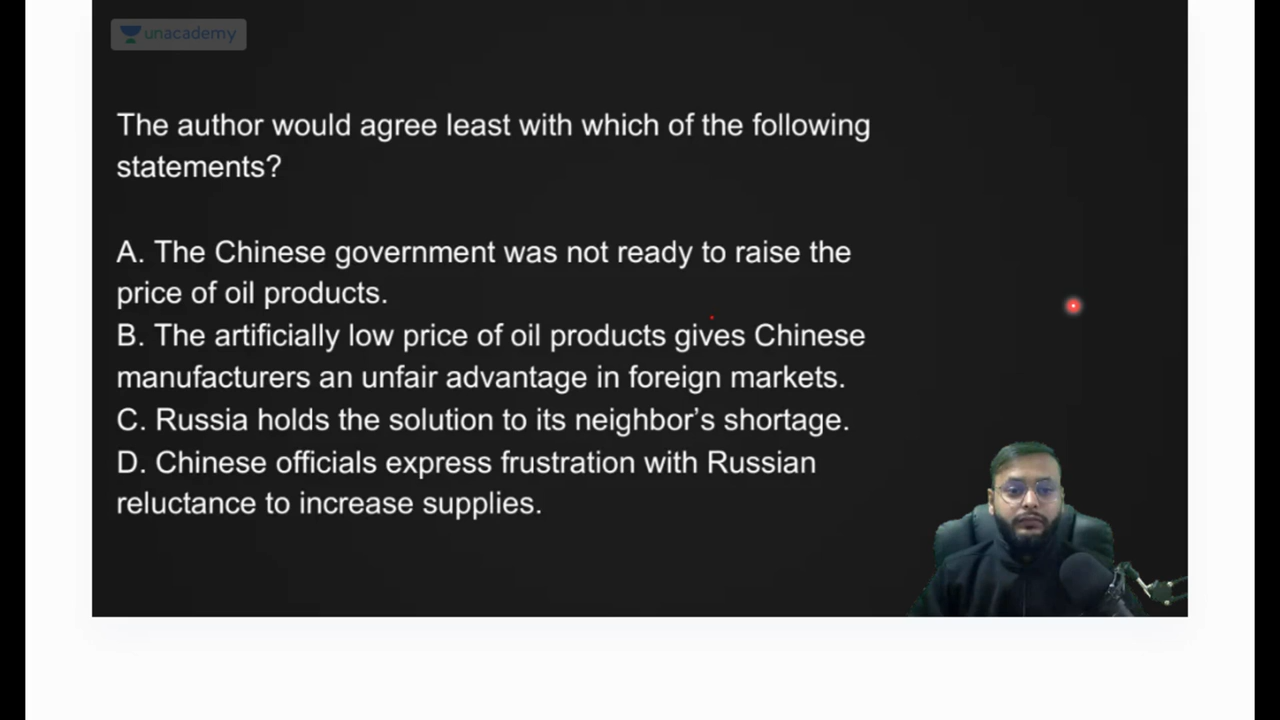 unacademy
The author would agree least with which of the following
statements?
A. The Chinese government was not ready to raise the
price of oil products.
B. The artificially low price of oil products gives Chinese
manufacturers an unfair advantage in foreign markets.
C. Russia holds the solution to its neighbor’s shortage.
D. Chinese officials express frustration with Russian
reluctance to increase supplies.